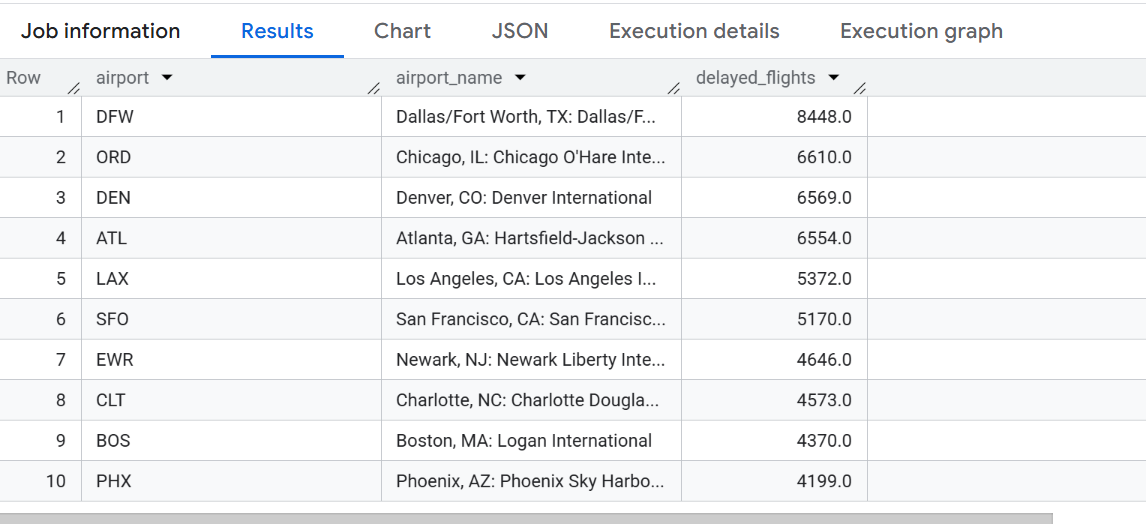 Job information Results Chart JSON Execution details Execution graph
Row airport airport_name delayed_flights
1 DFW Dallas/Fort Worth, TX: Dallas/F... 8448.0
2 ORD Chicago, IL: Chicago O'Hare Inte... 6610.0
3 DEN Denver, CO: Denver International 6569.0
4 ATL Atlanta, GA: Hartsfield-Jackson ... 6554.0
5 LAX Los Angeles, CA: Los Angeles I... 5372.0
6 SFO San Francisco, CA: San Francisc... 5170.0
7 EWR Newark, NJ: Newark Liberty Inte... 4646.0
8 CLT Charlotte, NC: Charlotte Dougla... 4573.0
9 BOS Boston, MA: Logan International 4370.0
10 PHX Phoenix, AZ: Phoenix Sky Harbo... 4199.0